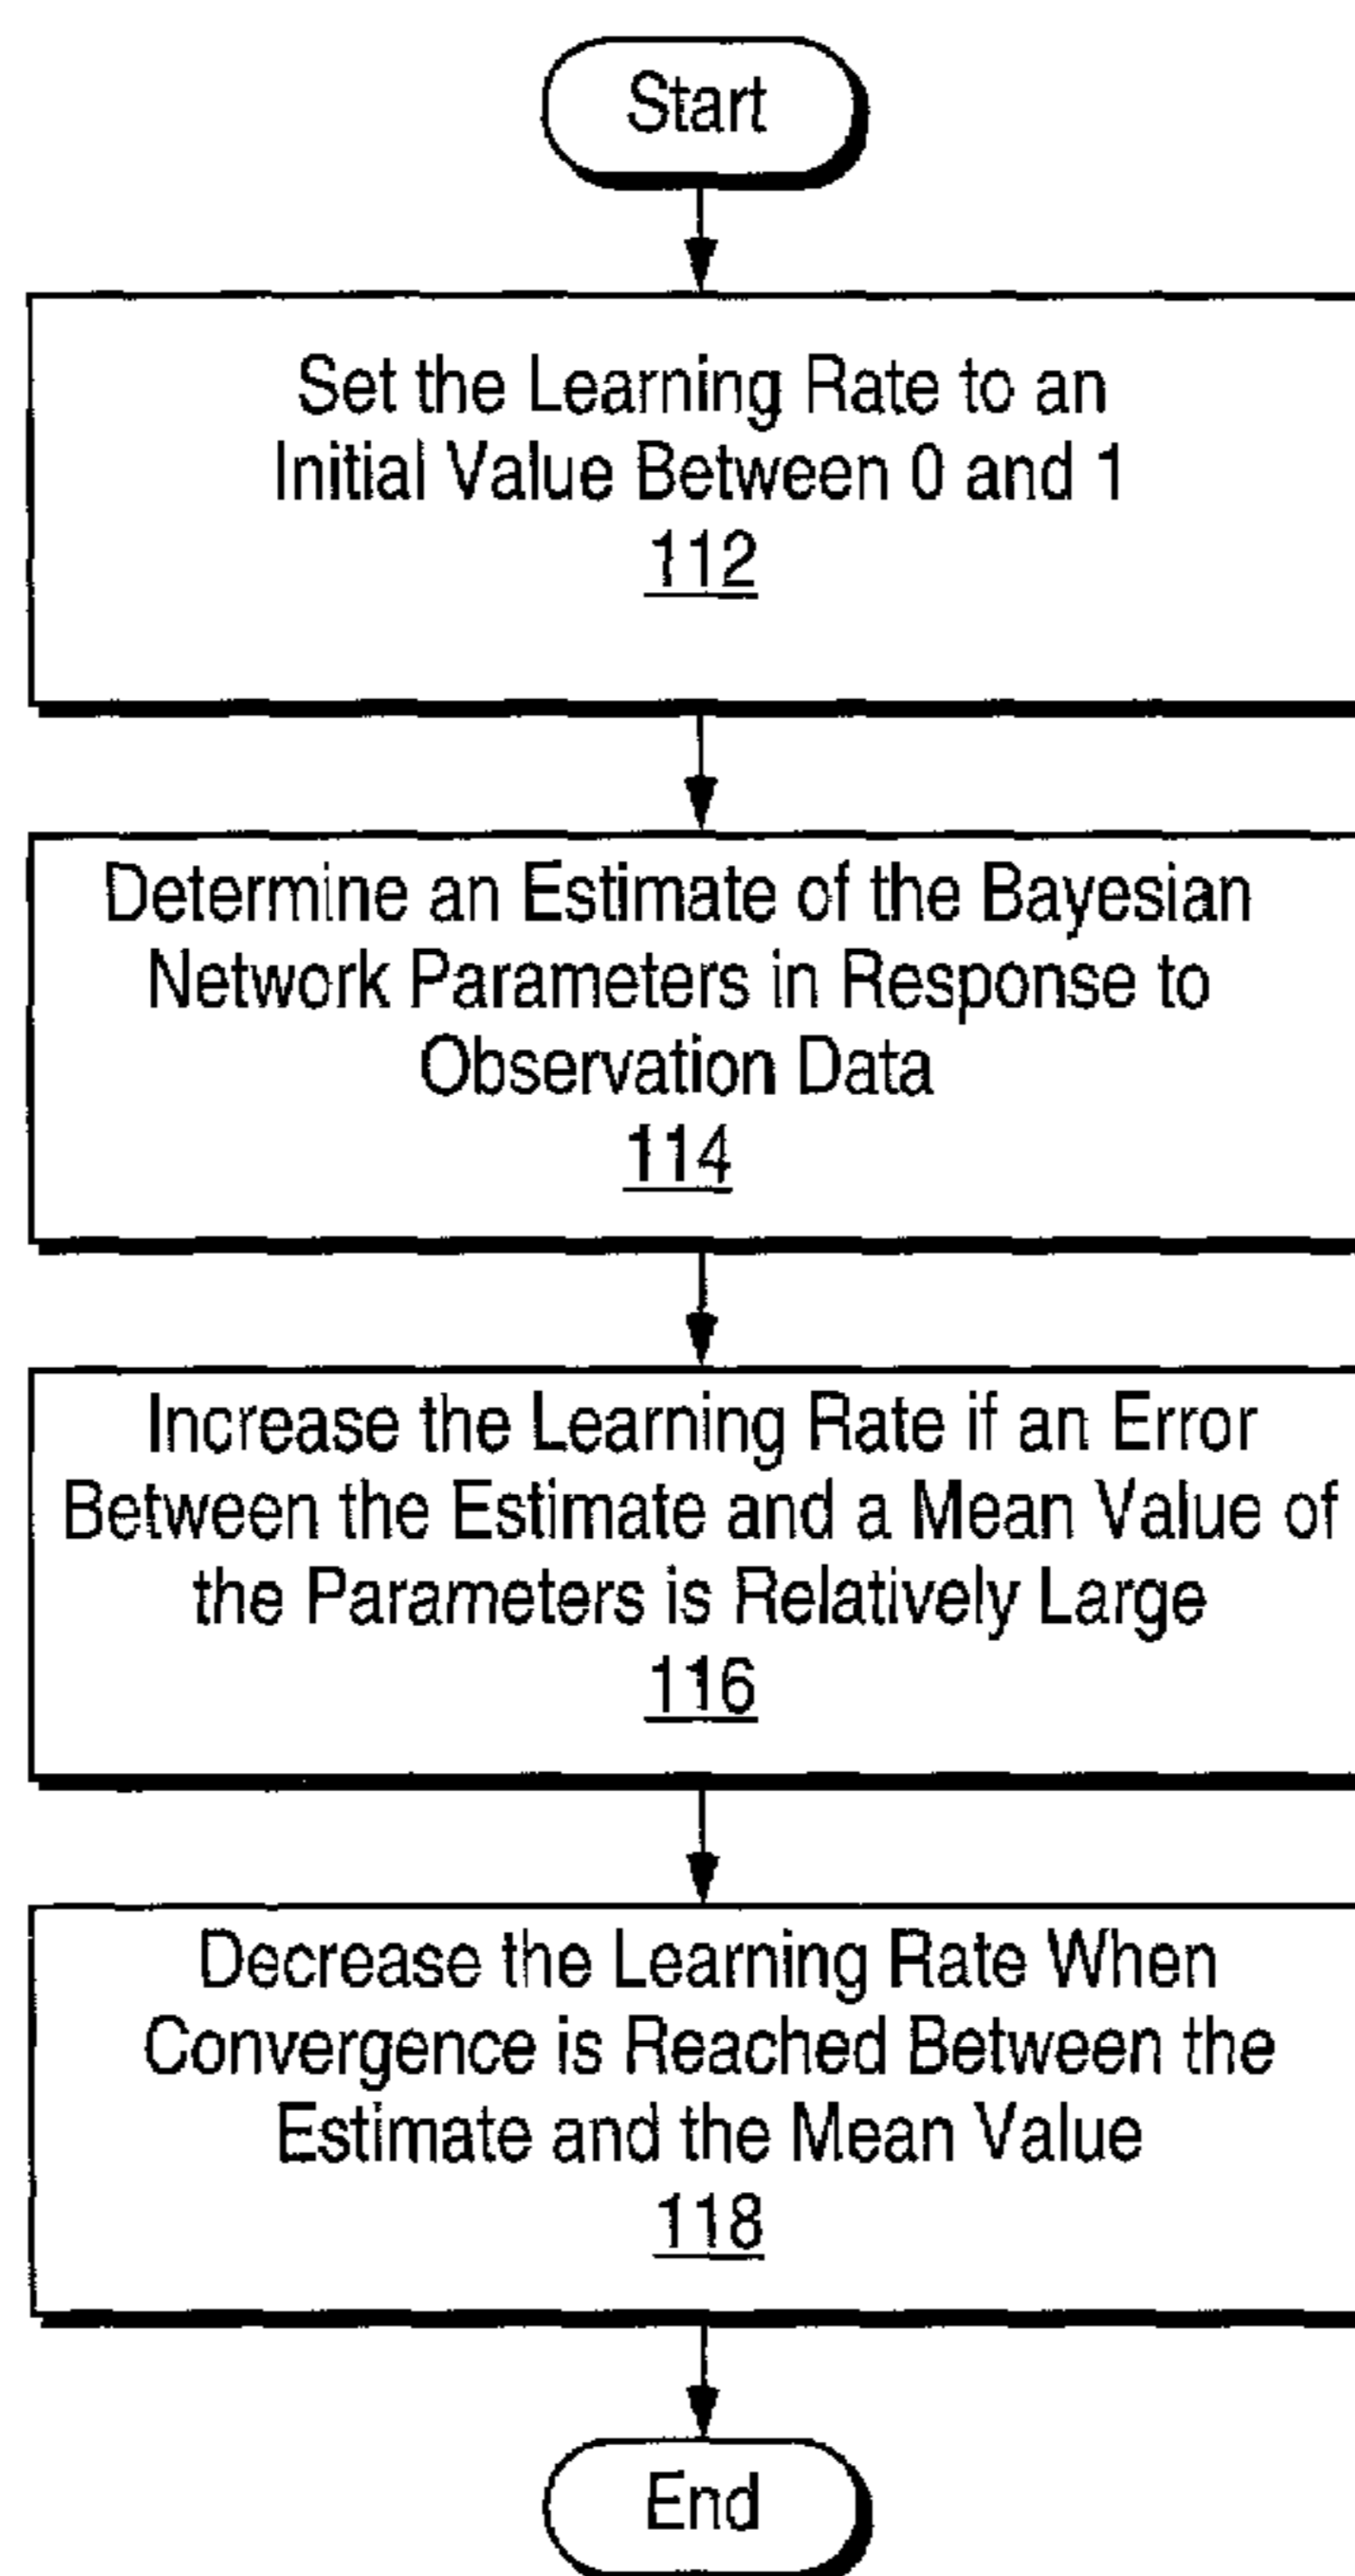 Start
Set the Learning Rate to an
Initial Value Between 0 and 1
112
Determine an Estimate of the Bayesian
Network Parameters in Response to
Observation Data
114
Increase the Learning Rate if an Error
Between the Estimate and a Mean Value of
the Parameters is Relatively Large
116
Decrease the Learning Rate When
Convergence is Reached Between the
Estimate and the Mean Value
118
End